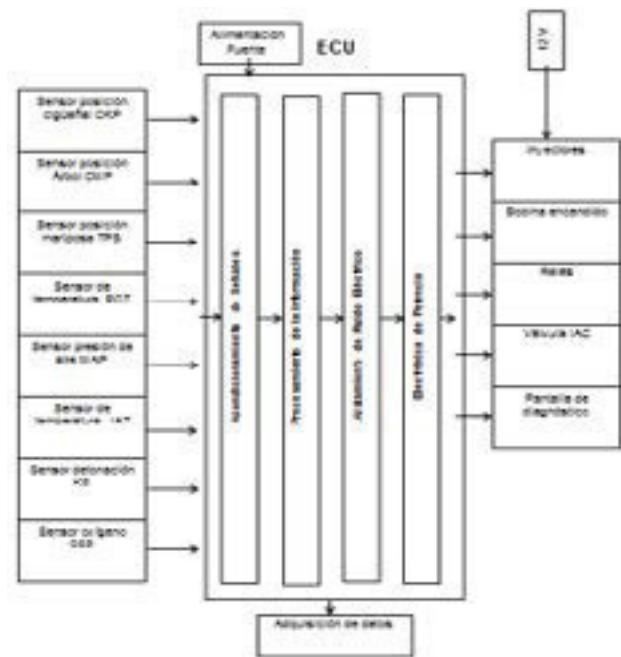 Alimentación
Fuente
ECU
12 V
Sensor posición
cigüeñal CKP
Sensor posición
Árbol CMP
Sensor posición
mariposa TPS
Sensor de
temperatura
Sensor presión de
aire MAP
Sensor de
temperatura IAT
Sensor detonación
KS
Sensor oxígeno
Acondicionamiento de Señales
Procesamiento de la Información
Aislamiento de Ruido Eléctrico
Electrónica de Potencia
Inyectores
Bobina encendido
Relés
Válvula IAC
Pantalla de
diagnóstico
Adquisición de datos